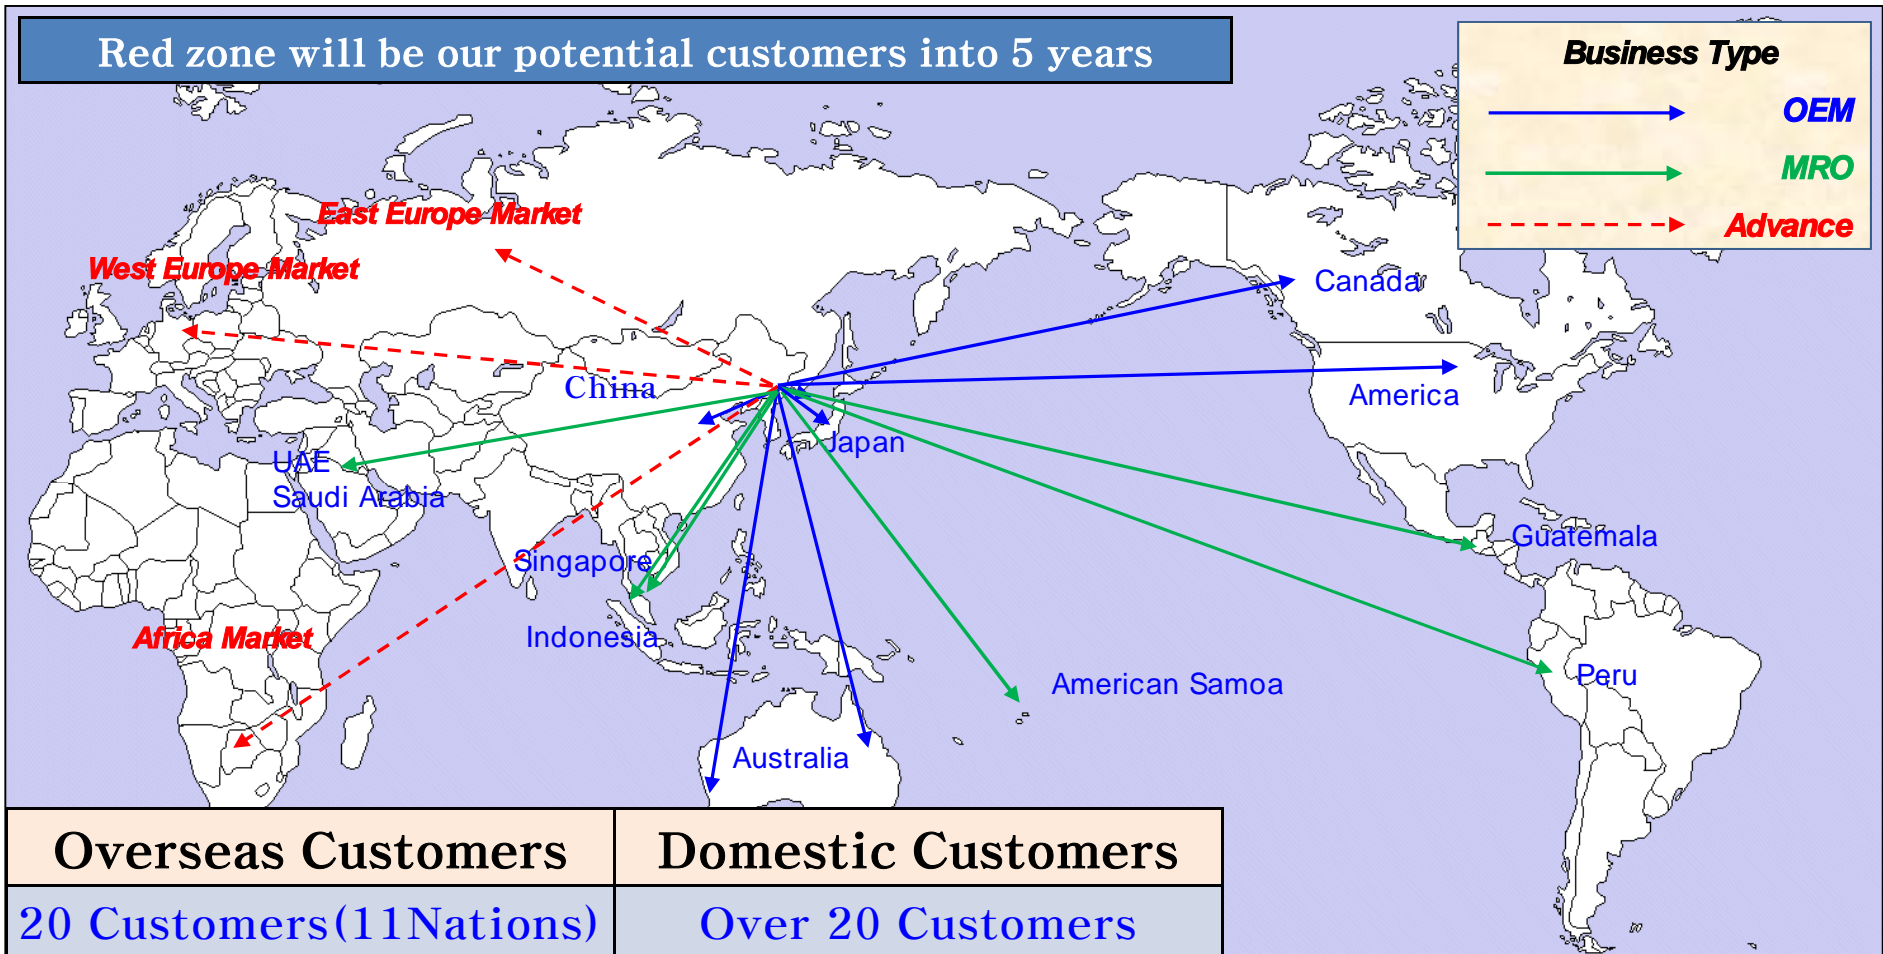 Red zone will be our potential customers into 5 years
Business Type
OEM
MRO
Advance
East Europe Market
West Europe Market
Canada
China
America
Japan
UAE
Saudi Arabia
Guatemala
Singapore
Africa Market
Indonesia
Peru
American Samoa
Australia
Overseas Customers
Domestic Customers
20 Customers(11Nations)
Over 20 Customers